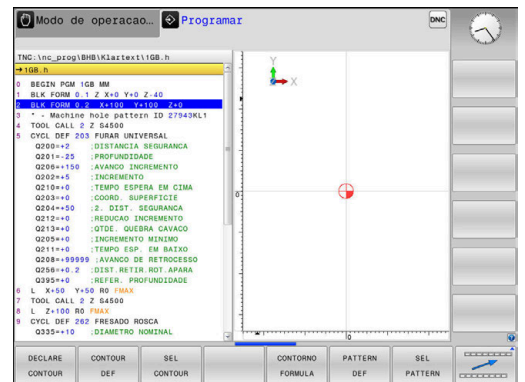 Modo de operacao...
Programar
DNC
TNC:\nc_prog\BHB\Klartext\1GB.h
→1GB.h
0 BEGIN PGM 1GB MM
1 BLK FORM 0.1 Z X+0 Y+0 Z-40
2 BLK FORM 0.2 X+100 Y+100 Z+0
3 * - Machine hole pattern ID 27943KL1
4 TOOL CALL 2 Z S4500
5 CYCL DEF 203 FURAR UNIVERSAL
Q200=+2 ;DISTANCIA SEGURANCA
Q201=-25 ;PROFUNDIDADE
Q206=+150 ;AVANCO INCREMENTO
Q202=+5 ;INCREMENTO
Q210=+0 ;TEMPO ESPERA EM CIMA
Q203=+0 ;COORD. SUPERFICIE
Q204=+50 ;2. DIST. SEGURANCA
Q212=+0 ;REDUCAO INCREMENTO
Q213=+0 ;QTDE. QUEBRA CAVACO
Q205=+0 ;INCREMENTO MINIMO
Q211=+0 ;TEMPO ESP. EM BAIXO
Q208=+99999 ;AVANCO DE RETROCESSO
Q256=+0.2 ;DIST.RETIR.ROT.APARA
Q395=+0 ;REFER. PROFUNDIDADE
6 L X+50 Y+50 R0 FMAX
7 TOOL CALL 2 Z S4500
8 L Z+100 R0 FMAX
9 CYCL DEF 262 FRESADO ROSCA
Q335=+10 ;DIAMETRO NOMINAL
Y
X
0
0
DECLARE CONTOUR
CONTOUR DEF
SEL CONTOUR
CONTORNO FORMULA
PATTERN DEF
SEL PATTERN